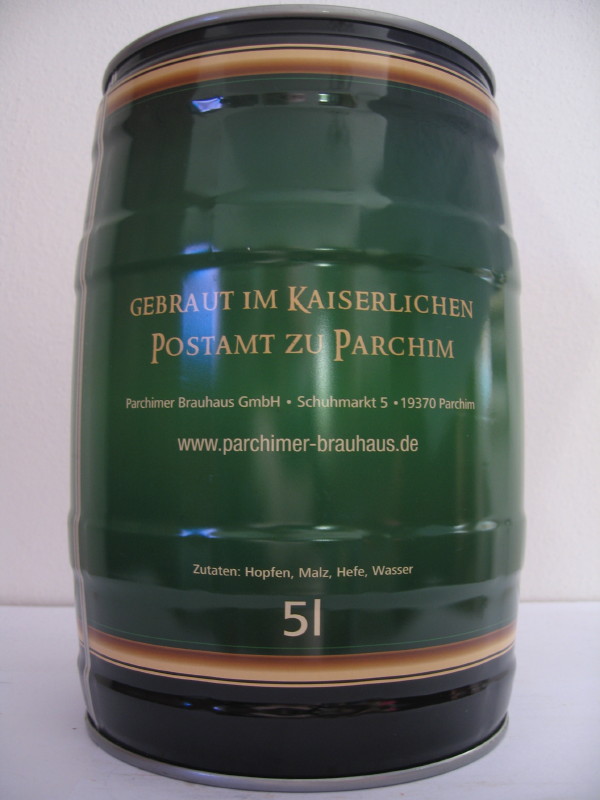 GEBRAUT IM KAISERLICHEN
POSTAMT ZU PARCHIM
Parchimer Brauhaus GmbH • Schuhmarkt 5 • 19370 Parchim
www.parchimer-brauhaus.de
Zutaten: Hopfen, Malz, Hefe, Wasser
5l